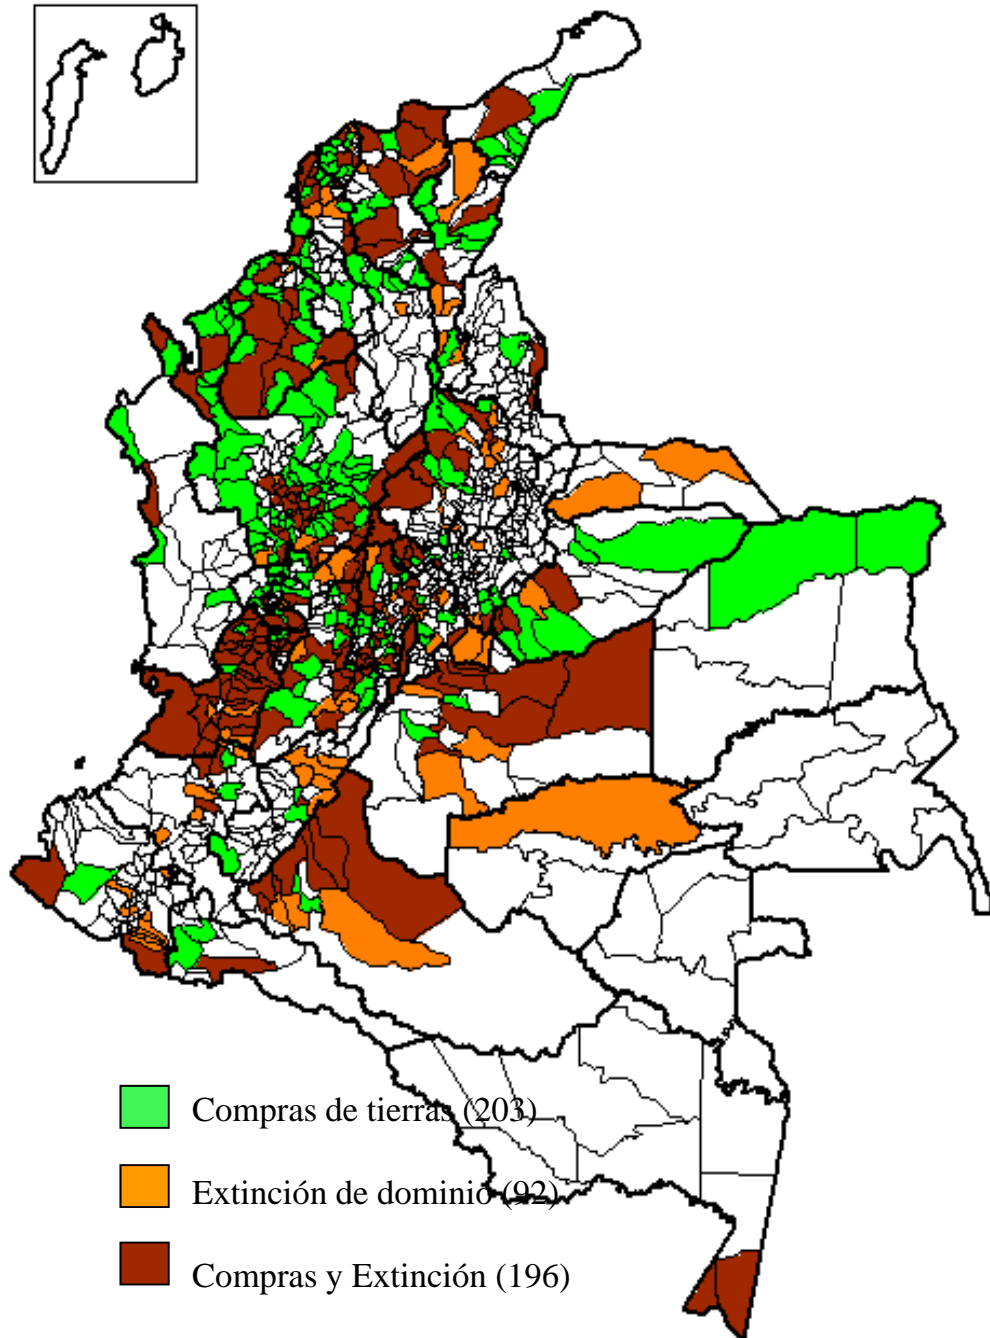 Compras de tierras (203)
Extinción de dominio (92)
Compras y Extinción (196)